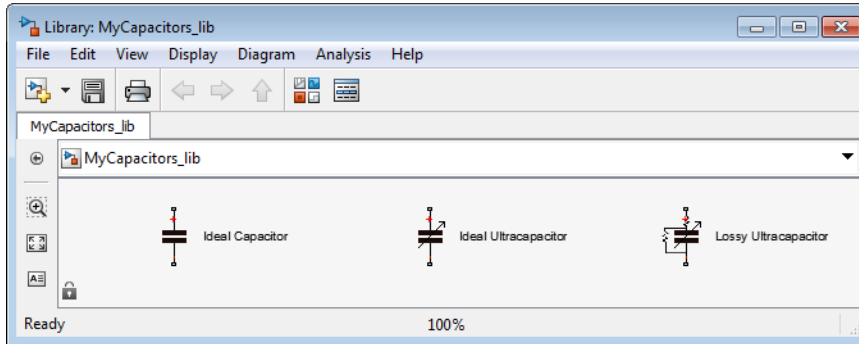 Library: MyCapacitors_lib
File Edit View Display Diagram Analysis Help
MyCapacitors_lib
MyCapacitors_lib
Ideal Capacitor Ideal Ultracapacitor Lossy Ultracapacitor
A
Ready 100%